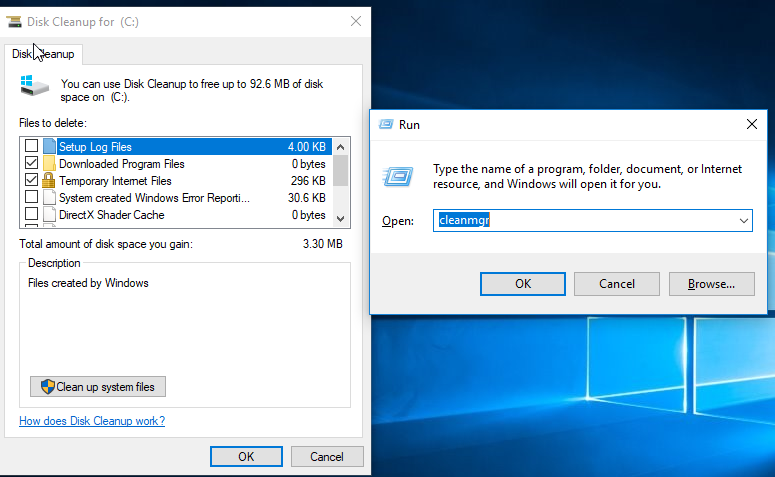 Disk Cleanup for (C:)
Disk Cleanup
You can use Disk Cleanup to free up to 92.6 MB of disk
space on (C:).
Files to delete:
Setup Log Files 4.00 KB
Downloaded Program Files 0 bytes
Temporary Internet Files 296 KB
System created Windows Error Reporti... 30.6 KB
DirectX Shader Cache 0 bytes
Total amount of disk space you gain: 3.30 MB
Description
Files created by Windows
Clean up system files
How does Disk Cleanup work?
OK Cancel
Run
Type the name of a program, folder, document, or Internet
resource, and Windows will open it for you.
Open: cleanmgr
OK Cancel Browse...